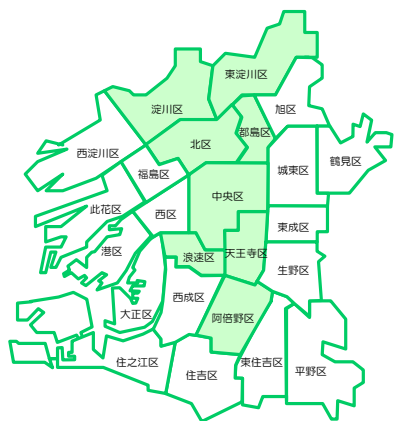 東淀川区
淀川区
旭区
都島区
北区
西淀川区
鶴見区
城東区
福島区
中央区
此花区
西区
東成区
港区
天王寺区
浪速区
生野区
西成区
大正区
阿倍野区
住之江区
東住吉区
平野区
住吉区